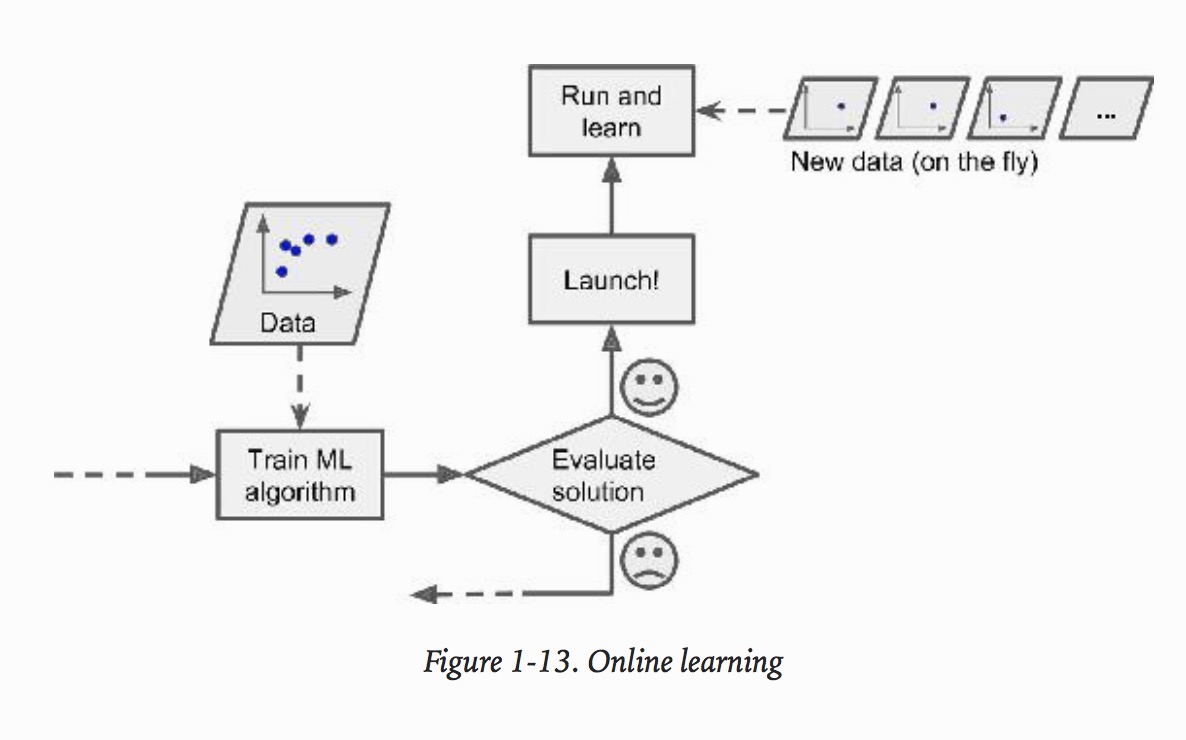 Run and
learn
...
New data (on the fly)
Launch!
Data
Train ML
algorithm
Evaluate
solution
Figure 1-13. Online learning